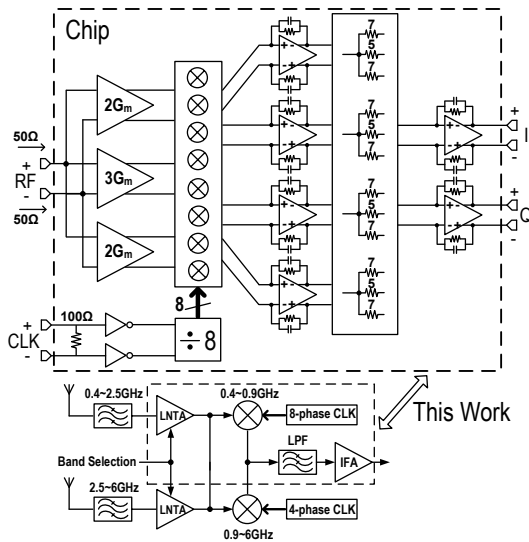 Chip
7
5
7
2Gm
50Ω
+
RF
-
50Ω
3Gm
2Gm
7
5
7
7
5
7
7
5
7
+
I
-
+
Q
-
8
÷ 8
100Ω
+
CLK
-
This Work
0.4~2.5GHz
LNTA
0.4~0.9GHz
8-phase CLK
Band Selection
LPF
IFA
2.5~6GHz
LNTA
0.9~6GHz
4-phase CLK